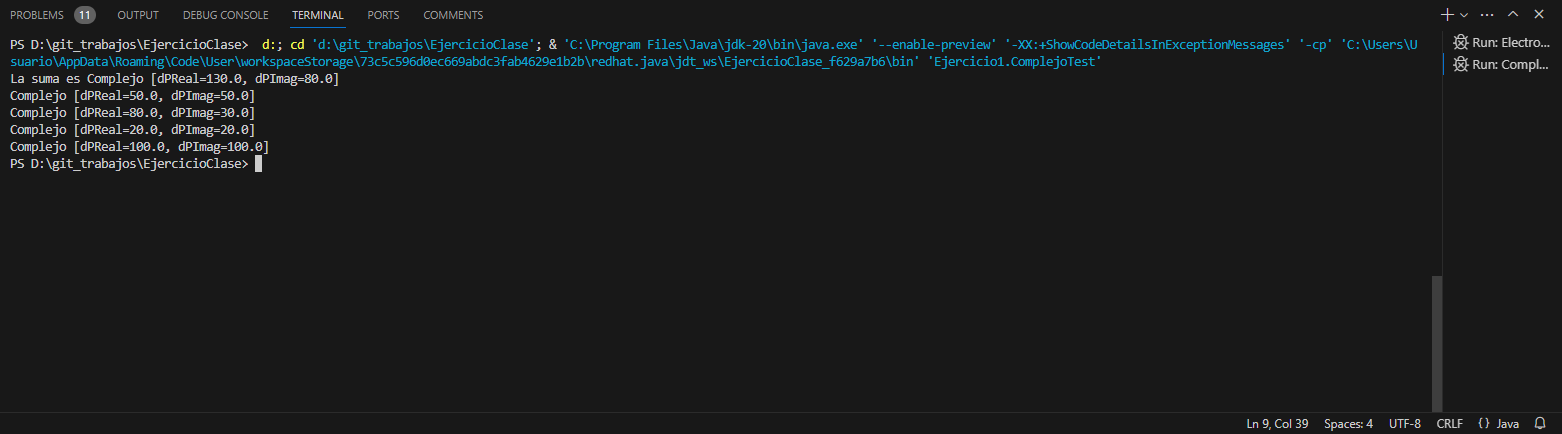 PROBLEMS 11 OUTPUT DEBUG CONSOLE TERMINAL PORTS COMMENTS
PS D:\git_trabajos\EjercicioClase>  d:; cd 'd:\git_trabajos\EjercicioClase'; & 'C:\Program Files\Java\jdk-20\bin\java.exe' '--enable-preview' '-XX:+ShowCodeDetailsInExceptionMessages' '-cp' 'C:\Users\U
suario\AppData\Roaming\Code\User\workspaceStorage\73c5c596d0ec669abdc3fab4629e1b2b\redhat.java\jdt_ws\EjercicioClase_f629a7b6\bin' 'Ejercicio1.ComplejoTest'
La suma es Complejo [dPReal=130.0, dPImag=80.0]
Complejo [dPReal=50.0, dPImag=50.0]
Complejo [dPReal=80.0, dPImag=30.0]
Complejo [dPReal=20.0, dPImag=20.0]
Complejo [dPReal=100.0, dPImag=100.0]
PS D:\git_trabajos\EjercicioClase>
Run: Electro...
Run: Compl...
Ln 9, Col 39 Spaces: 4 UTF-8 CRLF {} Java